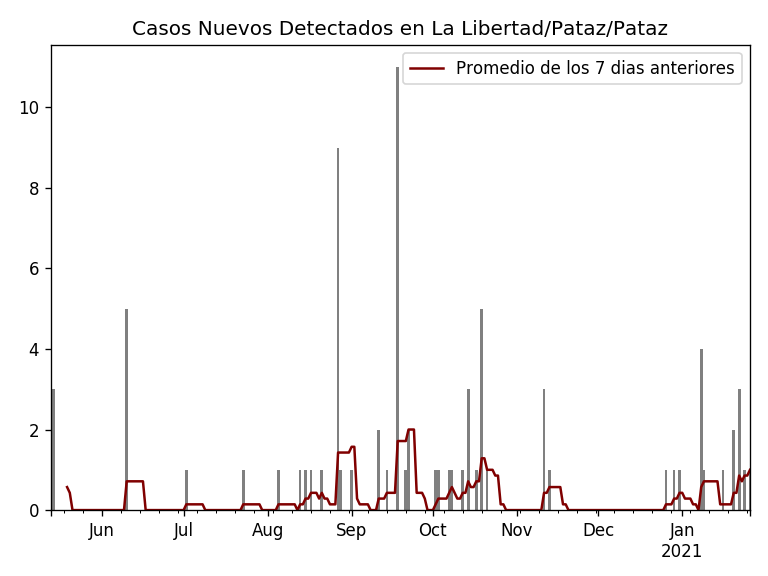 Casos Nuevos Detectados en La Libertad/Pataz/Pataz
Promedio de los 7 dias anteriores
10
8
6
4
2
0
Jun Jul Aug Sep Oct Nov Dec Jan
2021